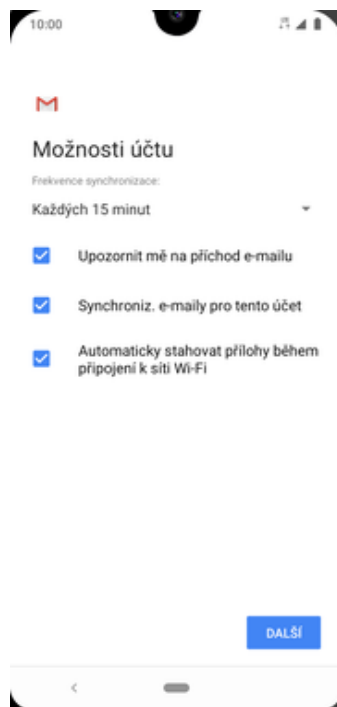 10:00
Možnosti účtu
Frekvence synchronizace:
Každých 15 minut
Upozornit mě na příchod e-mailu
Synchroniz. e-maily pro tento účet
Automaticky stahovat přílohy během
připojení k síti Wi-Fi
DALŠÍ